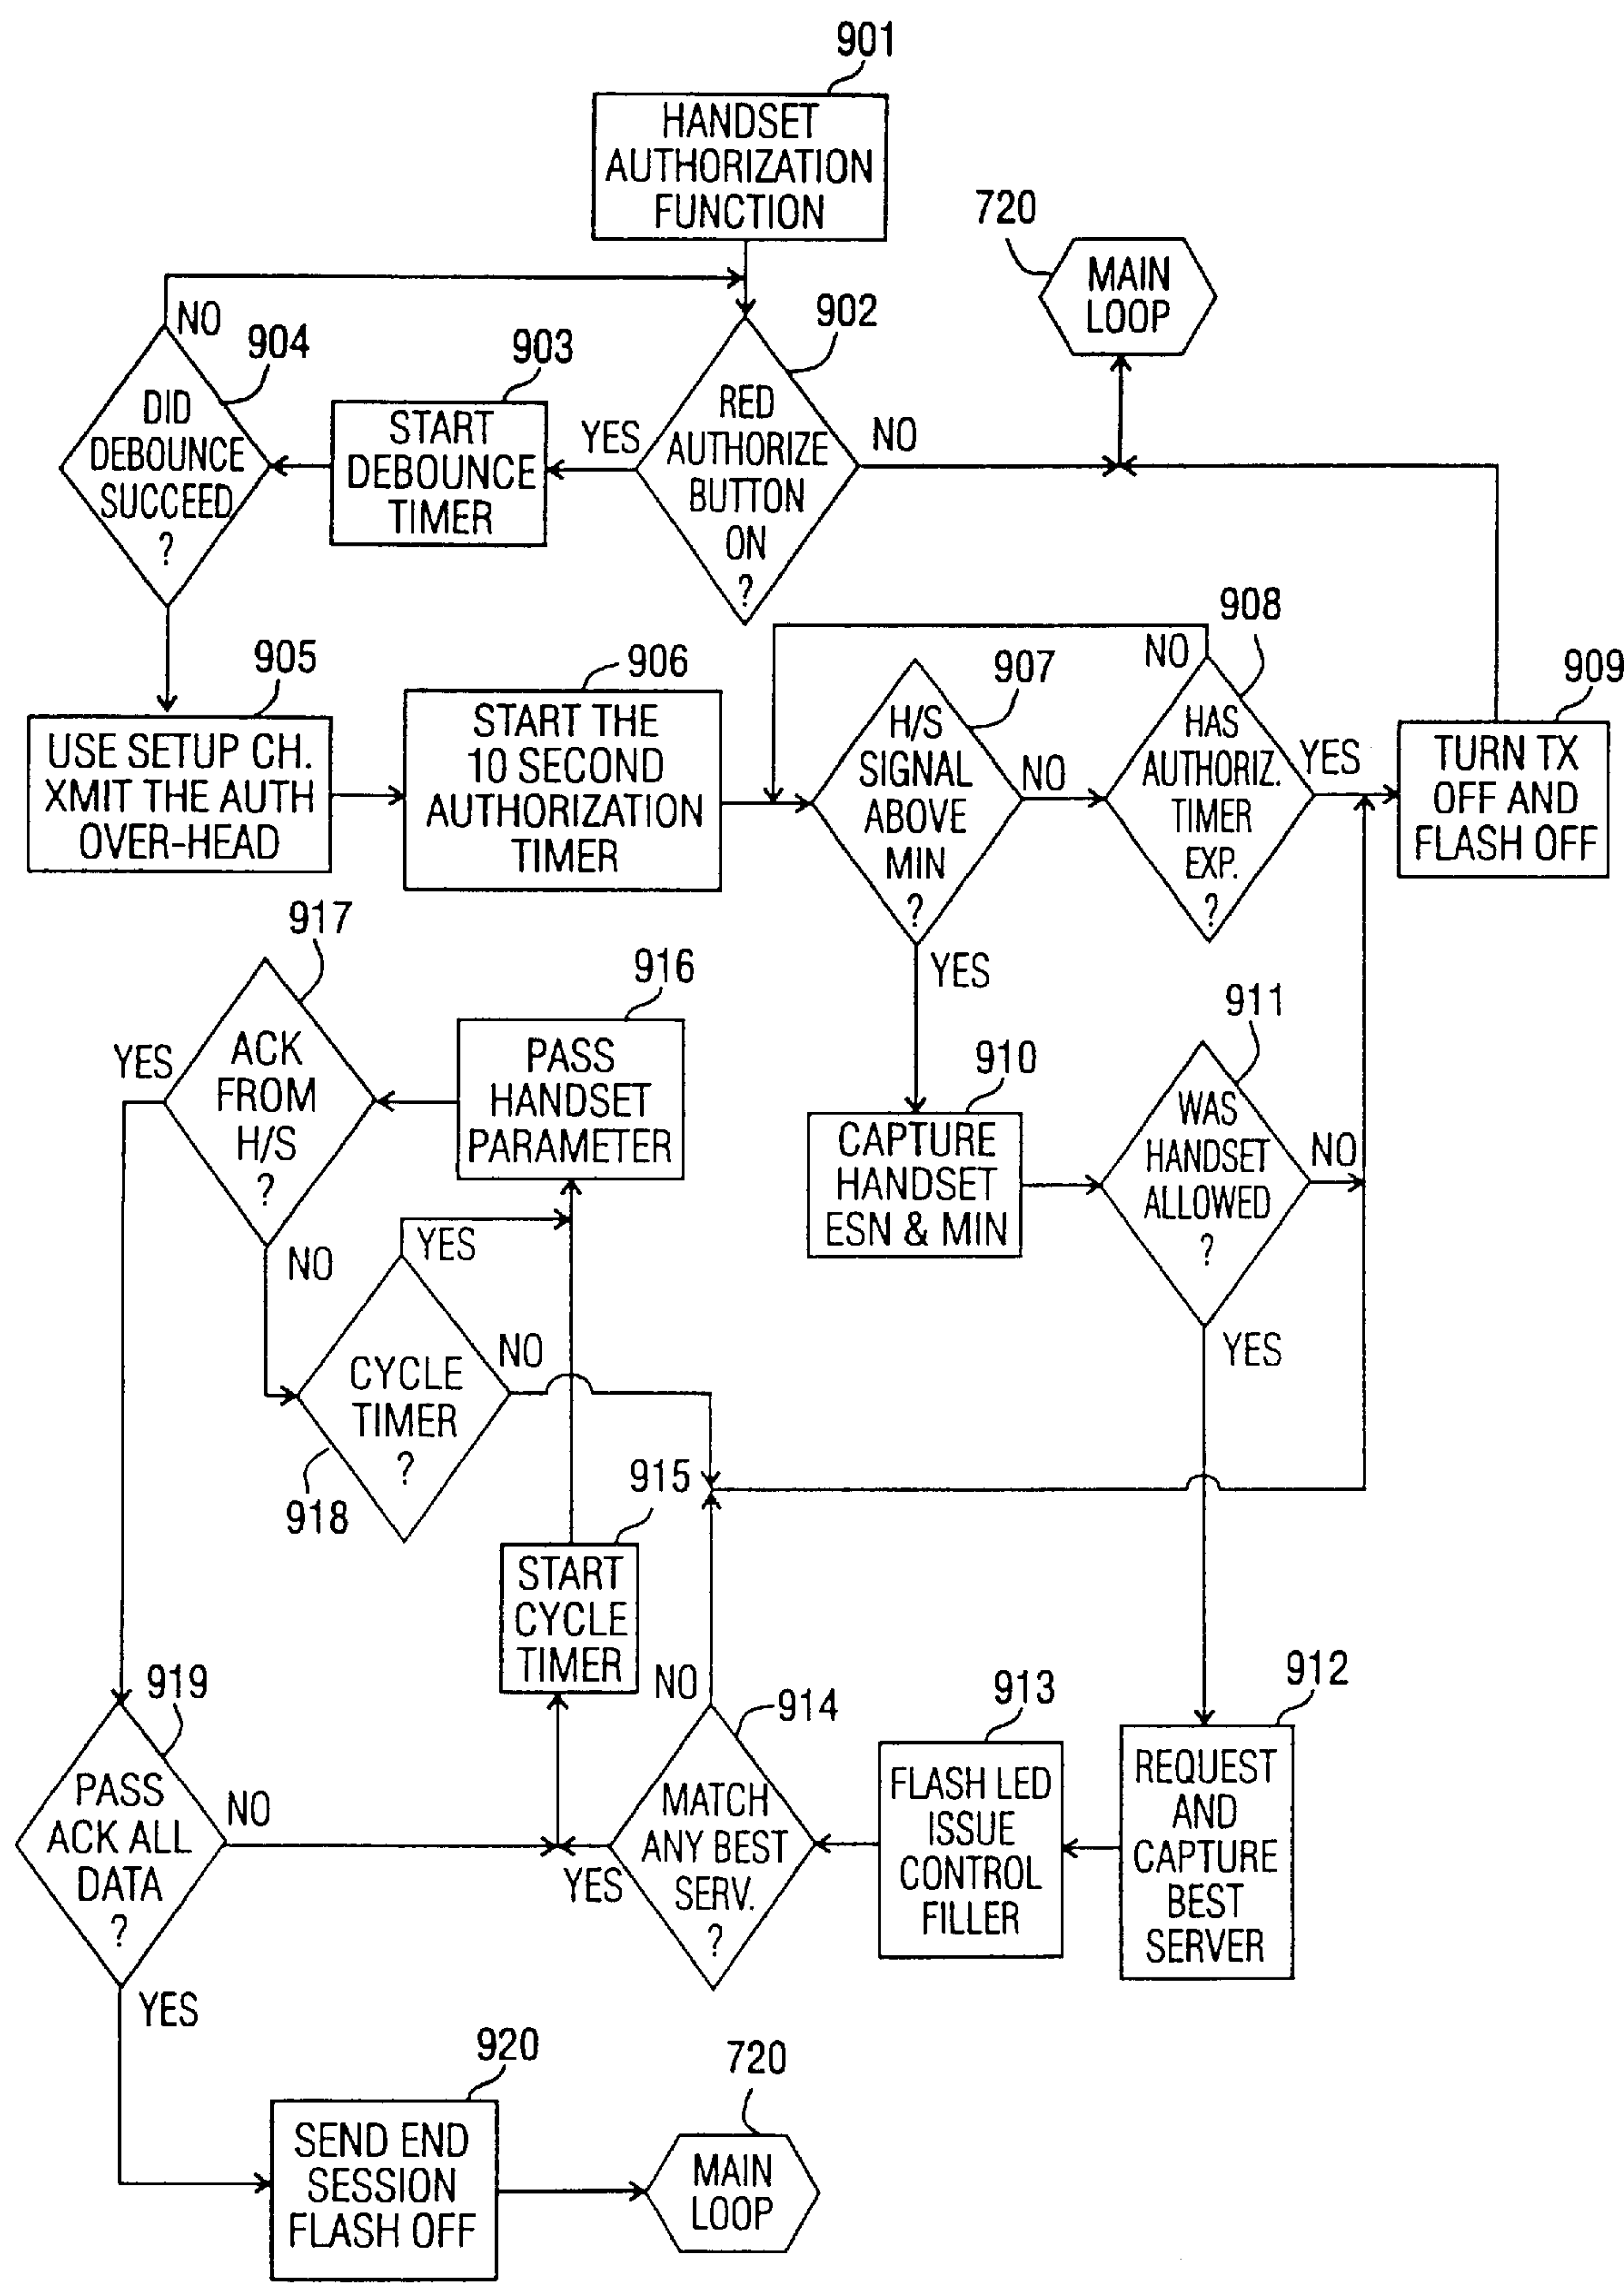 901
HANDSET
AUTHORIZATION
FUNCTION
720
MAIN
LOOP
NO
904
903
902
DID
DEBOUNCE
SUCCEED
?
START
DEBOUNCE
TIMER
YES
RED
AUTHORIZE
BUTTON
ON
?
NO
905
USE SETUP CH.
XMIT THE AUTH
OVER-HEAD
906
START THE
10 SECOND
AUTHORIZATION
TIMER
907
H/S
SIGNAL
ABOVE
MIN
?
NO
YES
908
NO
HAS
AUTHORIZ.
TIMER
EXP.
?
YES
909
TURN TX
OFF AND
FLASH OFF
917
YES
ACK
FROM
H/S
?
NO
916
PASS
HANDSET
PARAMETER
910
CAPTURE
HANDSET
ESN & MIN
911
WAS
HANDSET
ALLOWED
?
NO
YES
YES
CYCLE
TIMER
?
NO
918
915
START
CYCLE
TIMER
919
PASS
ACK ALL
DATA
?
NO
YES
NO
914
MATCH
ANY BEST
SERV.
?
YES
913
FLASH LED
ISSUE
CONTROL
FILLER
912
REQUEST
AND
CAPTURE
BEST
SERVER
920
SEND END
SESSION
FLASH OFF
720
MAIN
LOOP